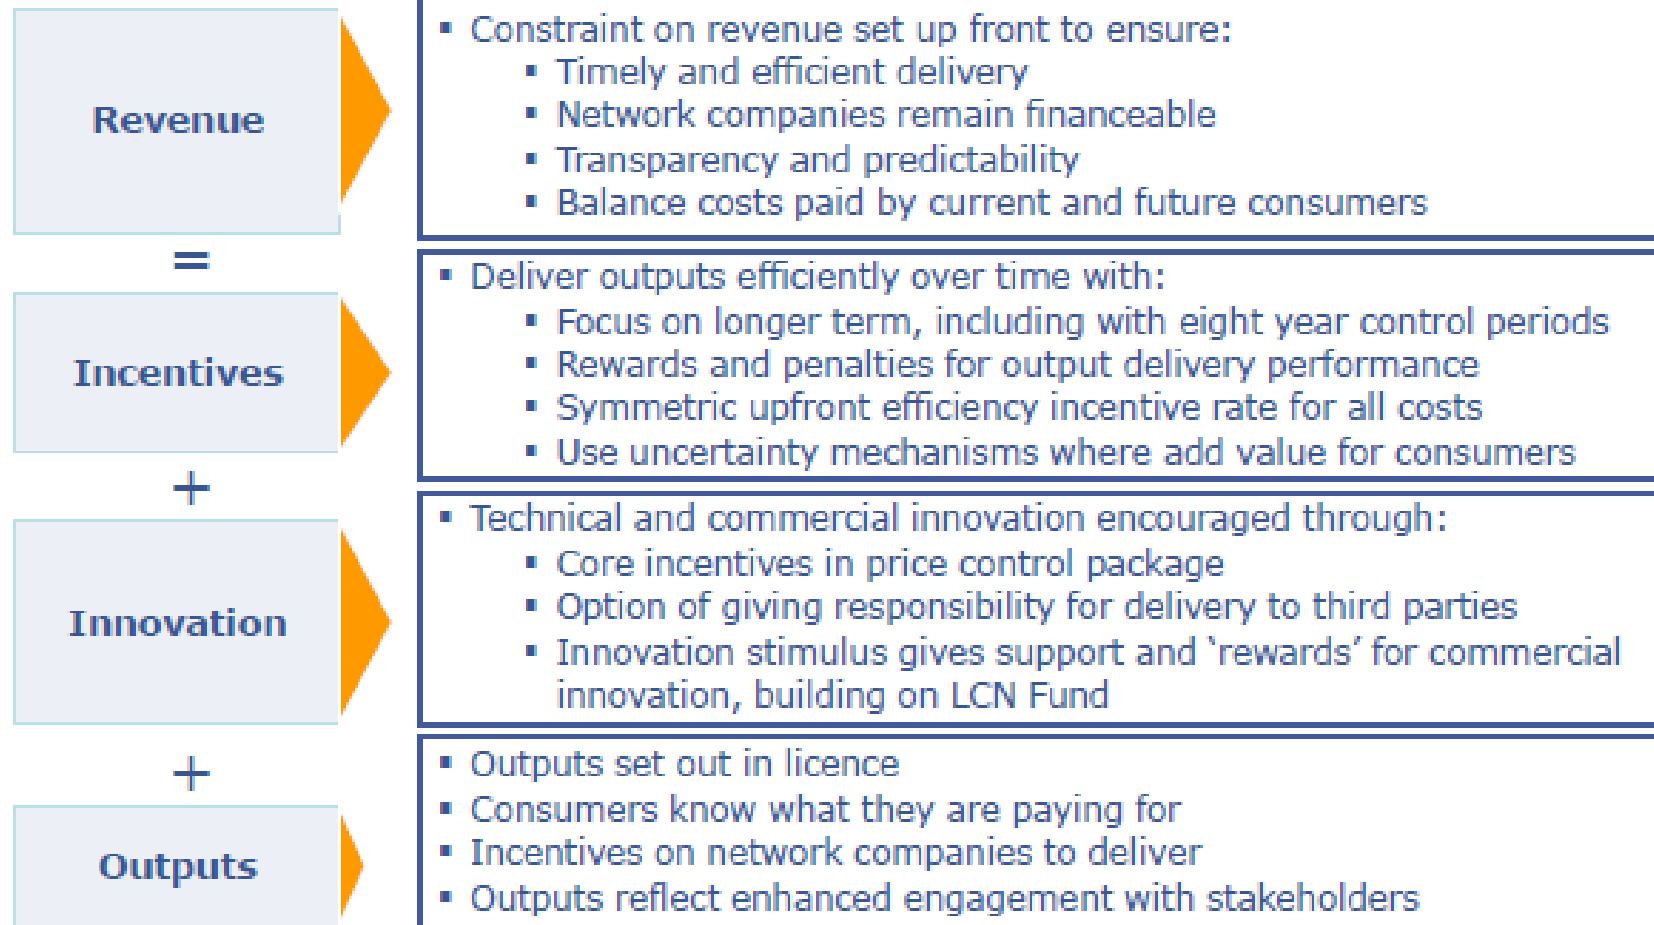 Revenue
▪ Constraint on revenue set up front to ensure:
▪ Timely and efficient delivery
▪ Network companies remain financeable
▪ Transparency and predictability
▪ Balance costs paid by current and future consumers
=
Incentives
▪ Deliver outputs efficiently over time with:
▪ Focus on longer term, including with eight year control periods
▪ Rewards and penalties for output delivery performance
▪ Symmetric upfront efficiency incentive rate for all costs
▪ Use uncertainty mechanisms where add value for consumers
+
Innovation
▪ Technical and commercial innovation encouraged through:
▪ Core incentives in price control package
▪ Option of giving responsibility for delivery to third parties
▪ Innovation stimulus gives support and ‘rewards’ for commercial
innovation, building on LCN Fund
+
Outputs
▪ Outputs set out in licence
▪ Consumers know what they are paying for
▪ Incentives on network companies to deliver
▪ Outputs reflect enhanced engagement with stakeholders